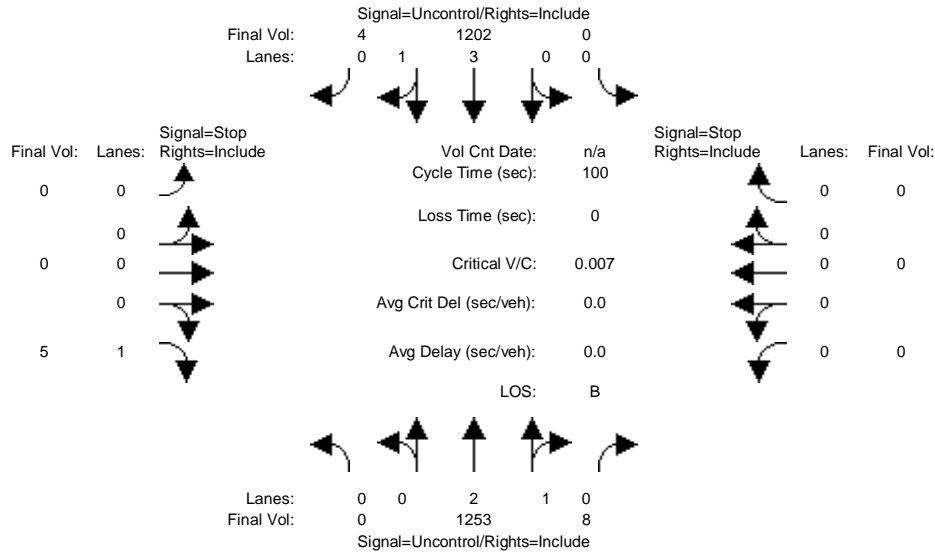 Signal=Uncontrol/Rights=Include
Final Vol: 4 1202 0
Lanes: 0 1 3 0 0
Signal=Stop Signal=Stop
Final Vol: Lanes: Rights=Include Vol Cnt Date: n/a Rights=Include Lanes: Final Vol:
Cycle Time (sec): 100
0 0 0 0
Loss Time (sec): 0
0 0
0 0 Critical V/C: 0.007 0 0
0 Avg Crit Del (sec/veh): 0.0 0
5 1 Avg Delay (sec/veh): 0.0 0 0
LOS: B
Lanes: 0 0 2 1 0
Final Vol: 0 1253 8
Signal=Uncontrol/Rights=Include